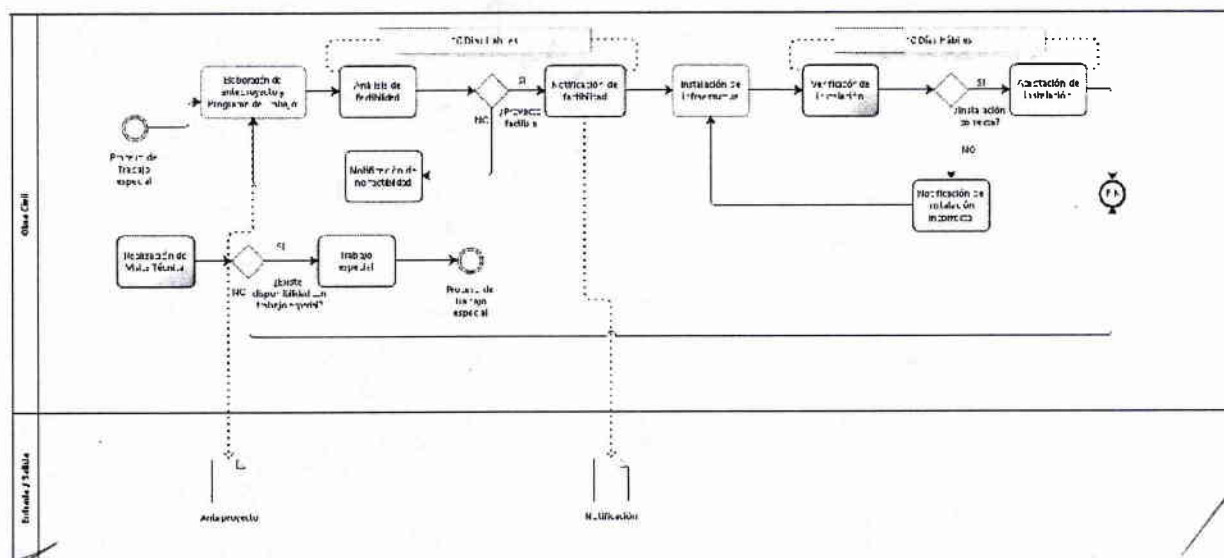 Obra Civil
Días Hábiles
10 Días Hábiles
Elaboración de
anteproyecto y
Programa de Trabajo
Análisis de
factibilidad
SI
NO
¿Proyecto
factible
Notificación de
factibilidad
Instalación de
Infraestructura
Verificación de
instalación
SI
¿Instalación
correcta?
NO
Aceptación de
instalación
Proceso de
Trabajo
especial
Notificación de
no factibilidad
Notificación de
instalación
incorrecta
FIN
Realización de
Visita Técnica
SI
NO
¿Existe
disponibilidad con
trabajo especial?
Trabajo
especial
Proceso de
Trabajo
especial
Entrada / Salida
Anteproyecto
Notificación